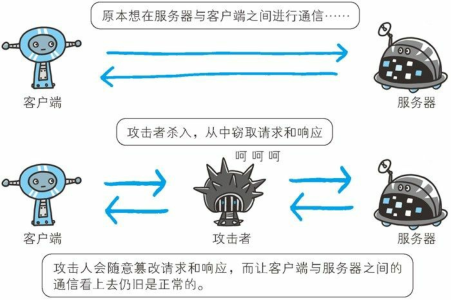 原本想在服务器与客户端之间进行通信……
客户端
服务器
攻击者杀入，从中窃取请求和响应
呵呵呵
客户端
攻击者
服务器
攻击人会随意篡改请求和响应，而让客户端与服务器之间的
通信看上去仍旧是正常的。